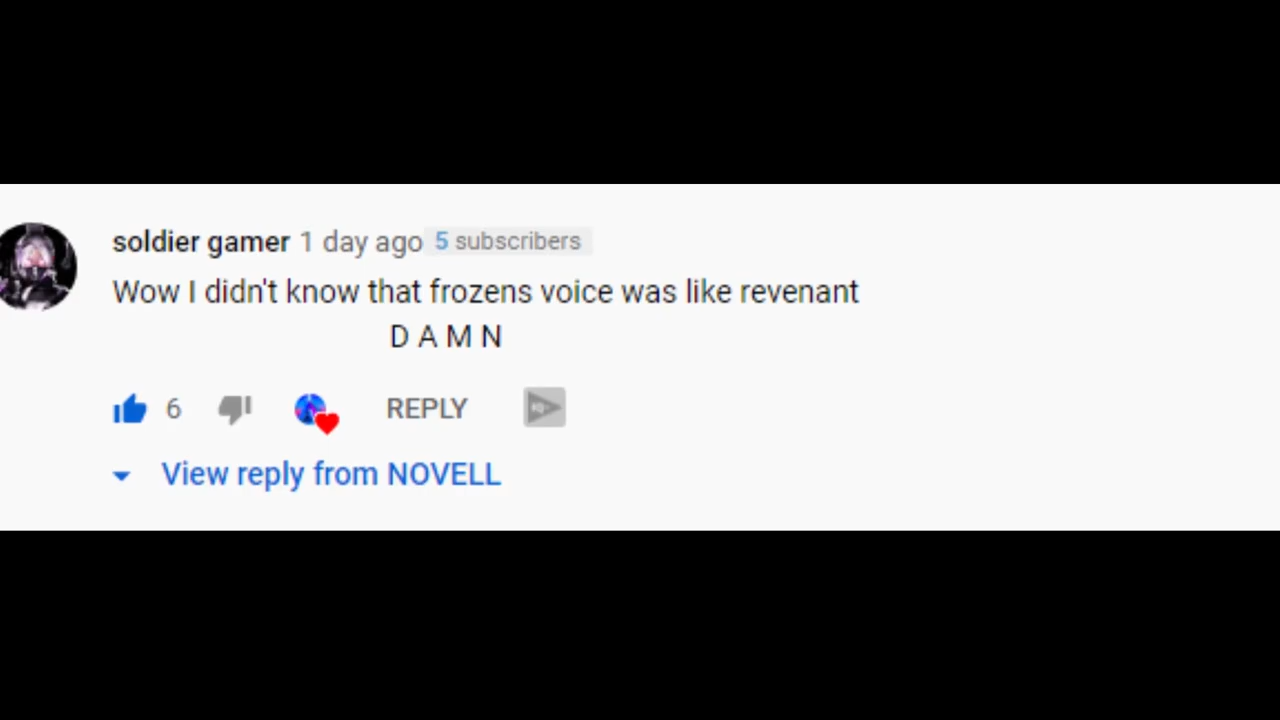 soldier gamer 1 day ago 5 subscribers
Wow I didn't know that frozens voice was like revenant
D A M N
6 REPLY
View reply from NOVELL